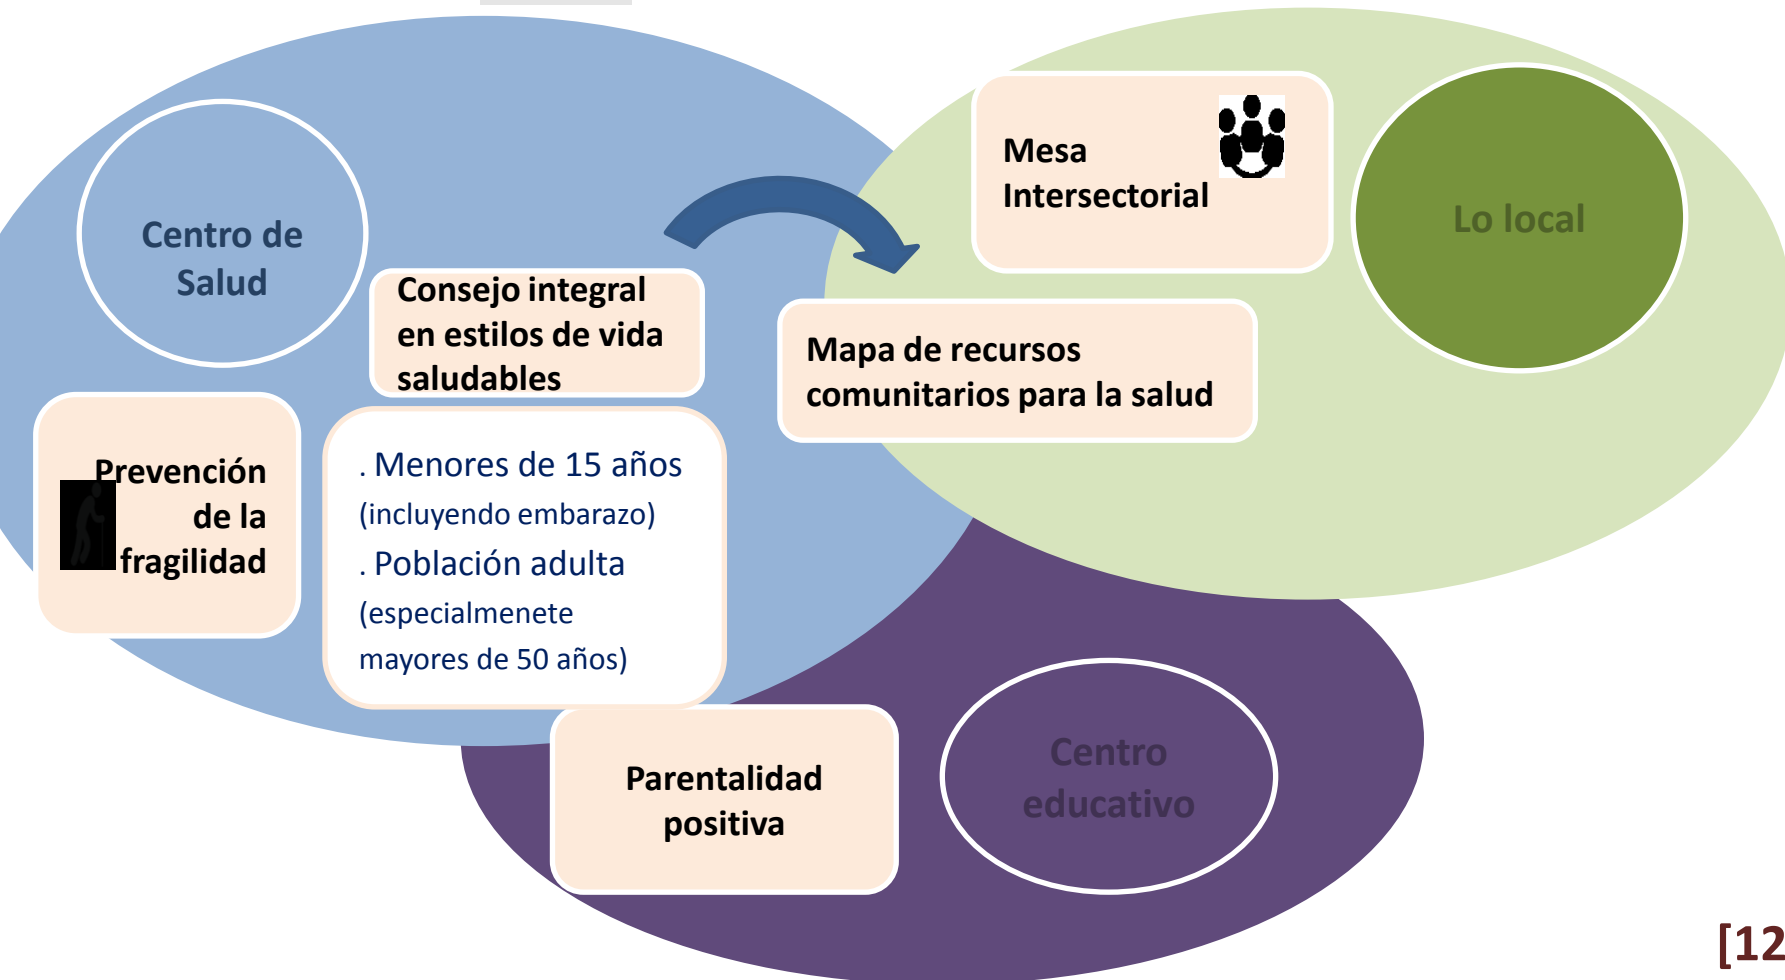 Centro de
Salud
Consejo integral
en estilos de vida
saludables
Prevención
de la
fragilidad
. Menores de 15 años
(incluyendo embarazo)
. Población adulta
(especialmenete
mayores de 50 años)
Mesa
Intersectorial
Lo local
Mapa de recursos
comunitarios para la salud
Parentalidad
positiva
Centro
educativo
[12